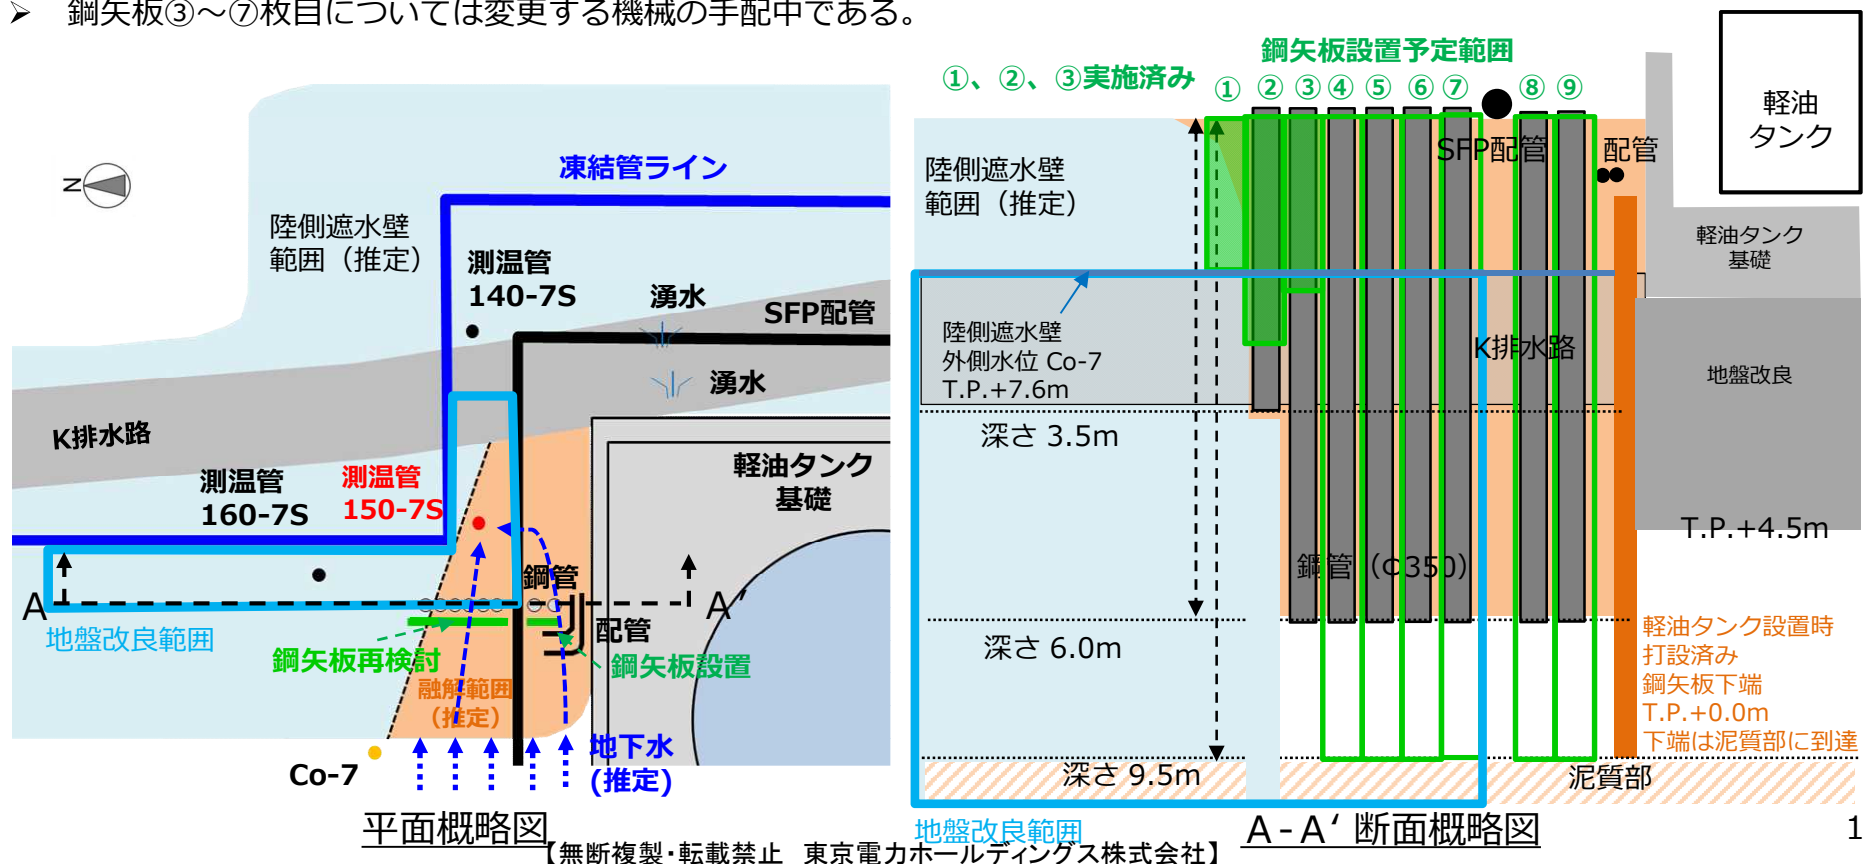 ➢ 鋼矢板③～⑦枚目については変更する機械の手配中である。
N
凍結管ライン
陸側遮水壁
範囲（推定）
測温管
140-7S
湧水
SFP配管
湧水
K排水路
測温管
160-7S
測温管
150-7S
軽油タンク
基礎
鋼管
A
A′
配管
地盤改良範囲
鋼矢板再検討
鋼矢板設置
融解範囲
（推定）
地下水
(推定)
Co-7
平面概略図
鋼矢板設置予定範囲
①、②、③実施済み
① ② ③ ④ ⑤ ⑥ ⑦ ⑧ ⑨
軽油
タンク
SFP配管
配管
陸側遮水壁
範囲（推定）
軽油タンク
基礎
陸側遮水壁
外側水位 Co-7
T.P.+7.6m
K排水路
地盤改良
深さ 3.5m
T.P.+4.5m
鋼管（Φ350）
深さ 6.0m
軽油タンク設置時
打設済み
鋼矢板下端
T.P.+0.0m
下端は泥質部に到達
深さ 9.5m
泥質部
地盤改良範囲
A-A‘ 断面概略図
1
【無断複製・転載禁止 東京電力ホールディングス株式会社】